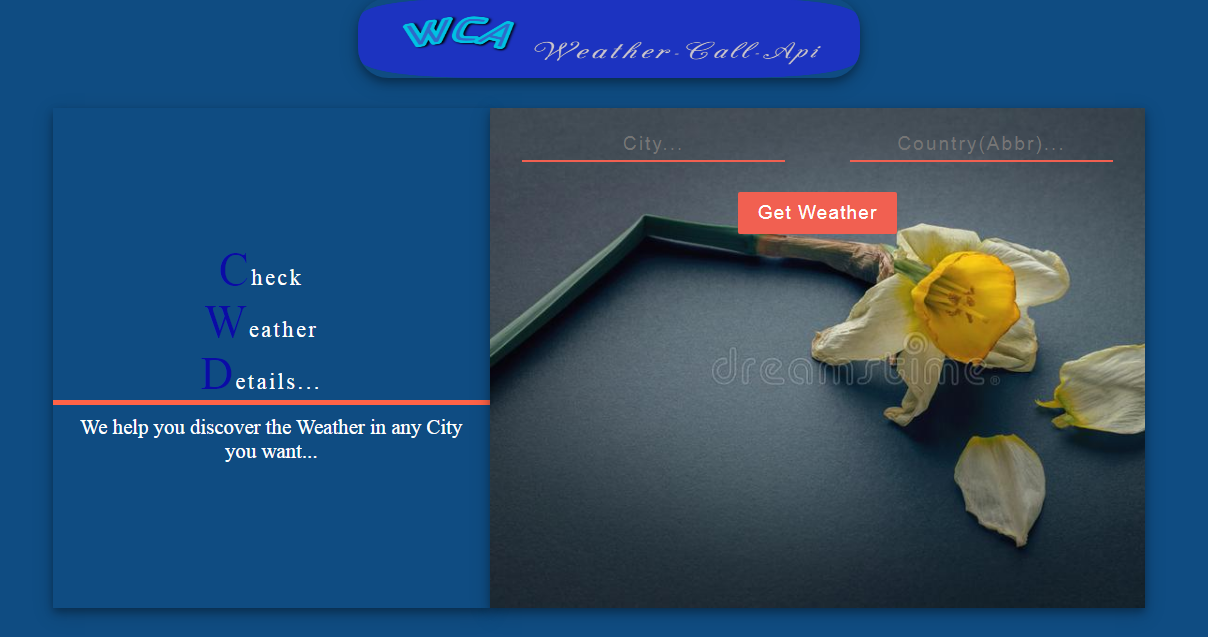 WCA
Weather-Call-Api
City...
Country(Abbr)...
Get Weather
Check
Weather
Details...
We help you discover the Weather in any City
you want...
dreamstime®